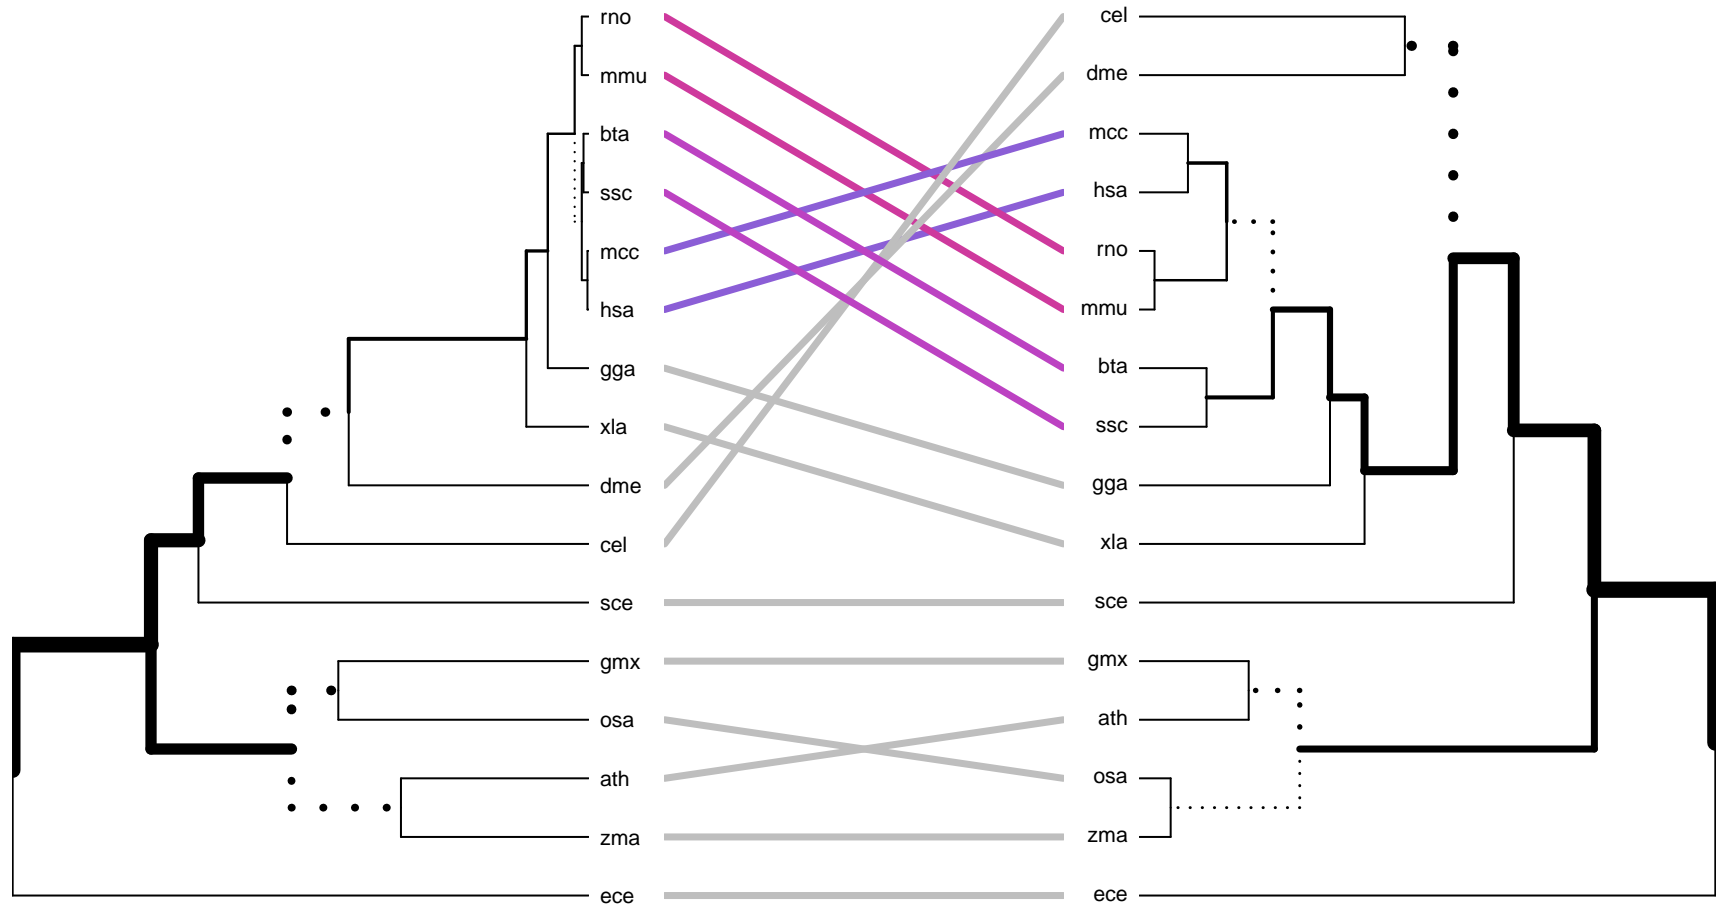 rno cel
mmu dme
bta mcc
ssc hsa
mcc rno
hsa mmu
gga bta
xla ssc
dme gga
cel xla
sce sce
gmx gmx
osa ath
ath osa
zma zma
ece ece